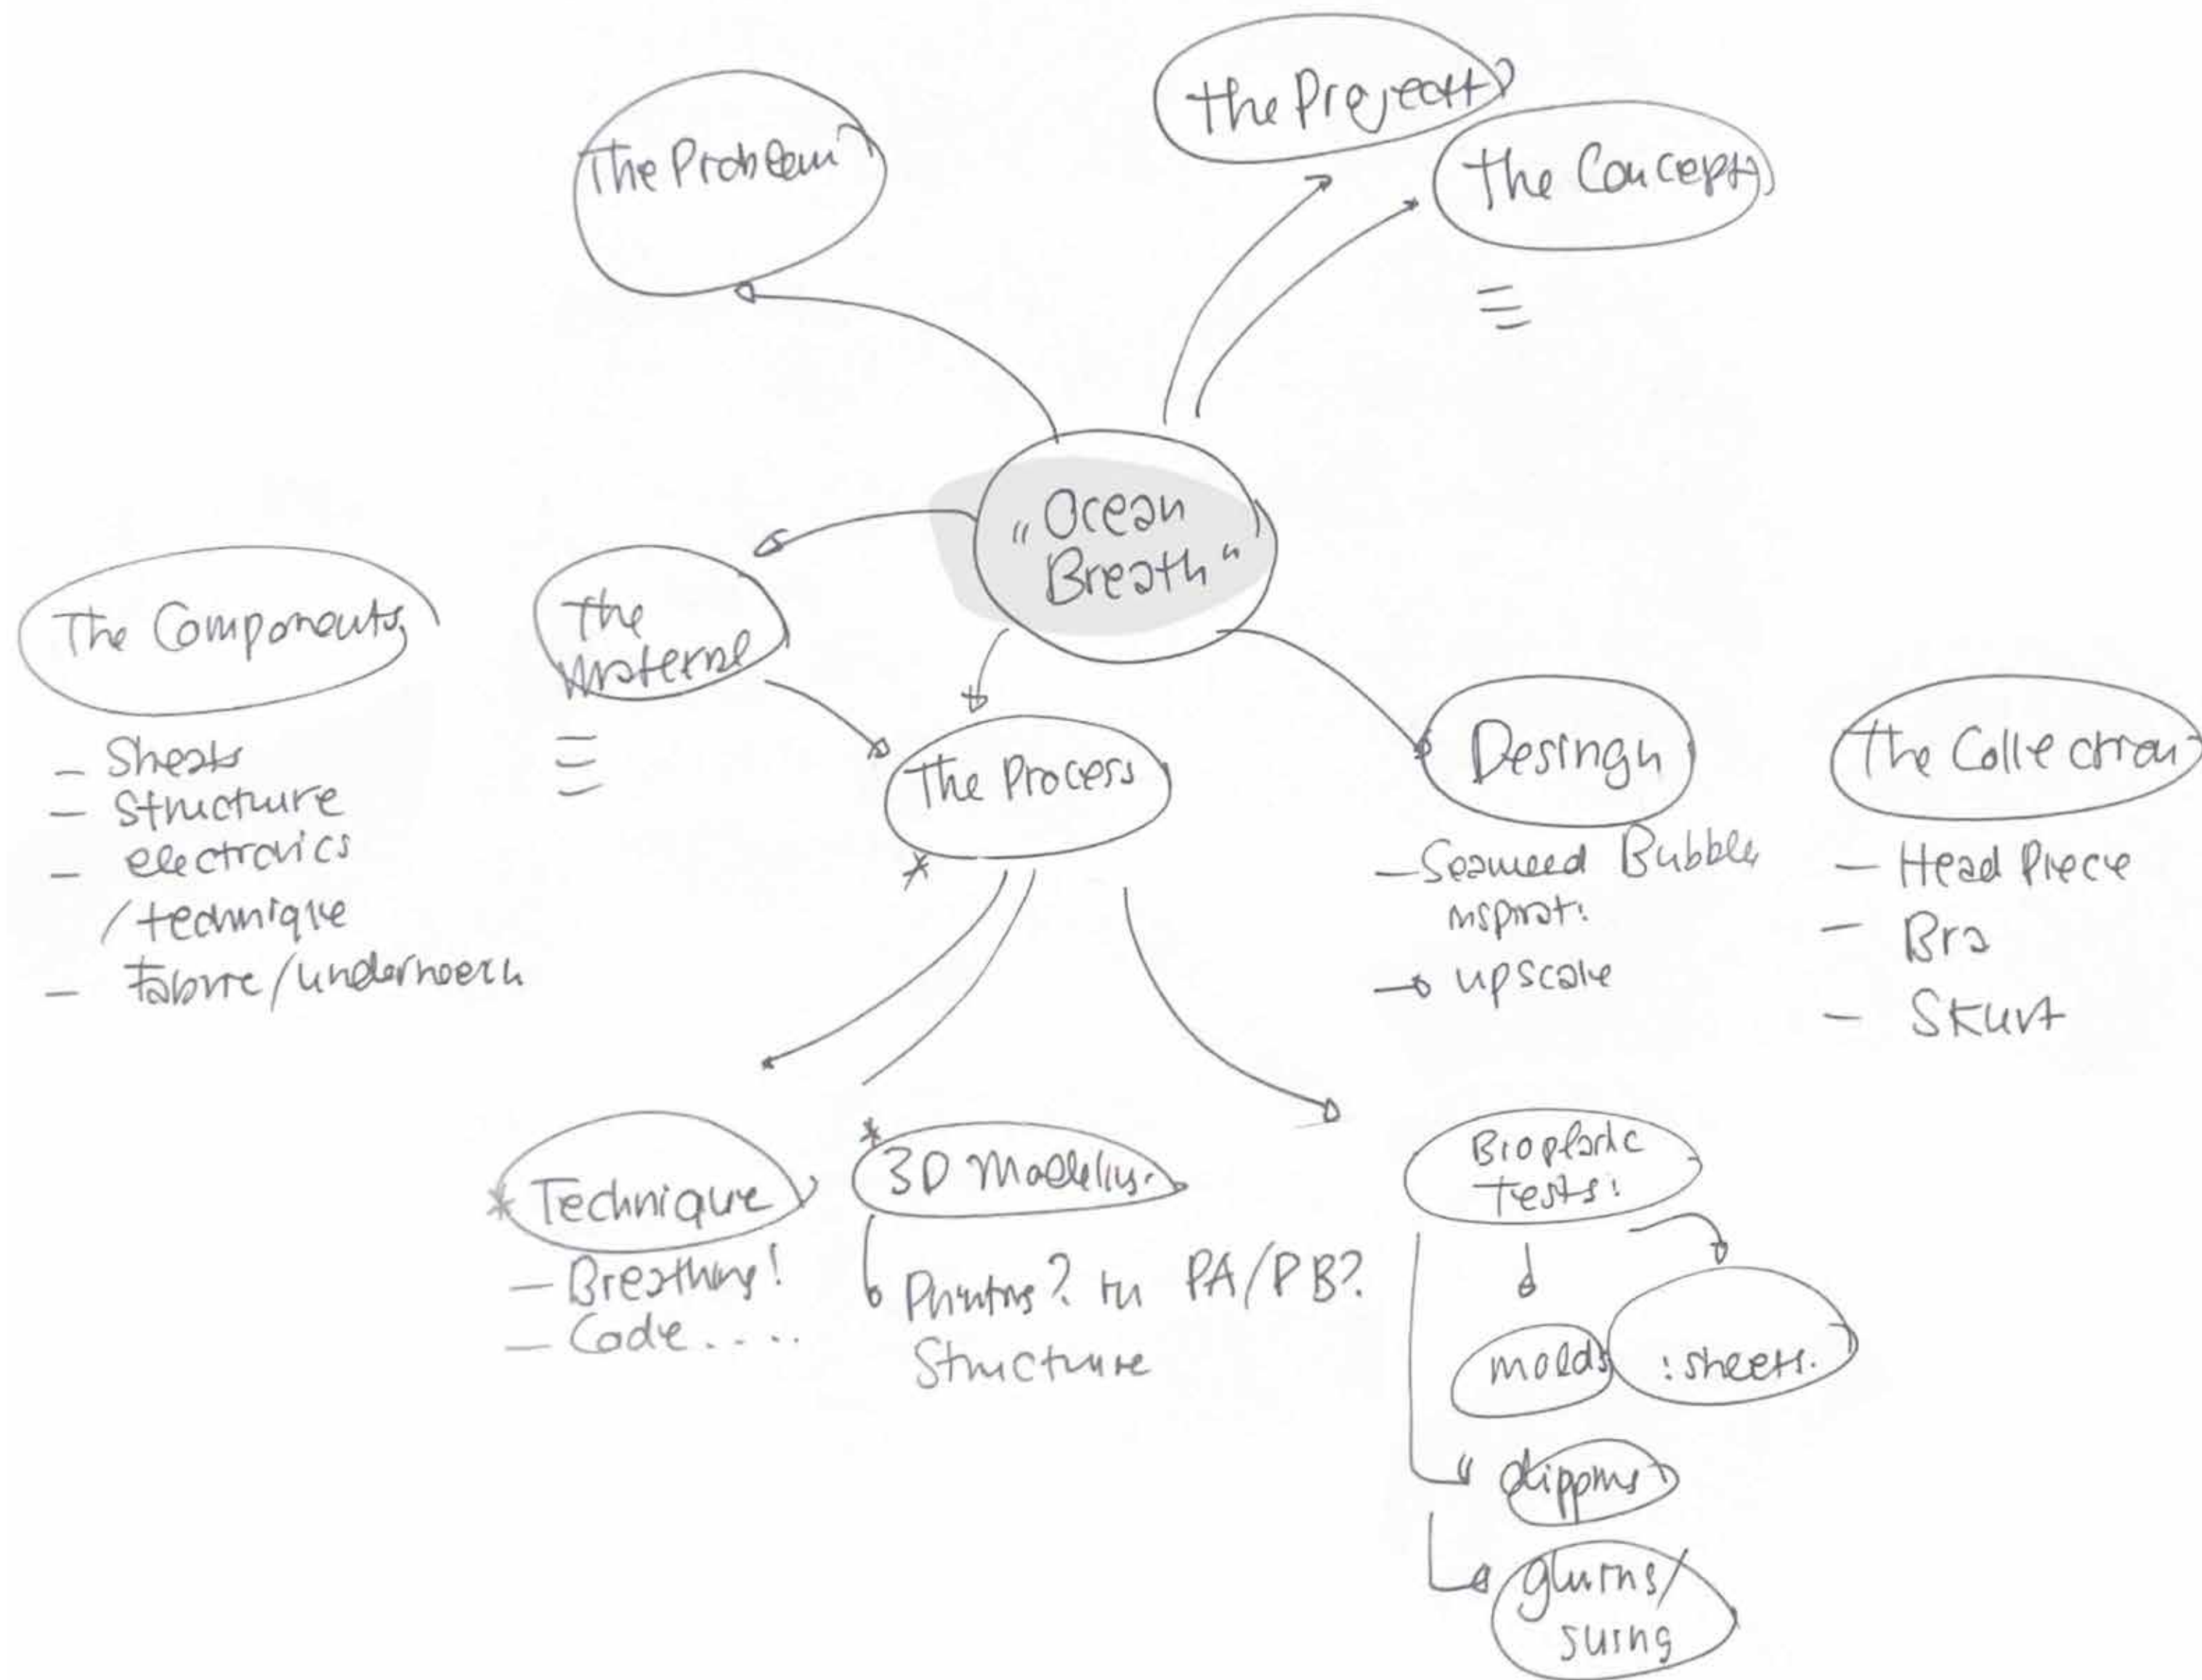 The Problem
the Project
the Concept
„Ocean
Breath“
The Components
- Sheets
- Structure
- electronics
/technique
- Fabric/underneath
the
Material
The Process
*
Desingn
- Seaweed Bubble
inspirat:
→ upscale
the Collection
- Head Piece
- Bra
- Skirt
* Technique
- Breathing!
- Code....
*
3D Modelling.
Printing? in PA/PB?
Structure
Bioplastic
Tests:
molds
: sheets.
dipping
gluing/